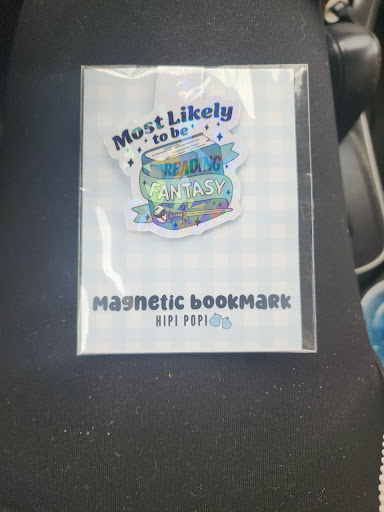 Most Likely
to be
READING
FANTASY
Magnetic Bookmark
HIPI POPI